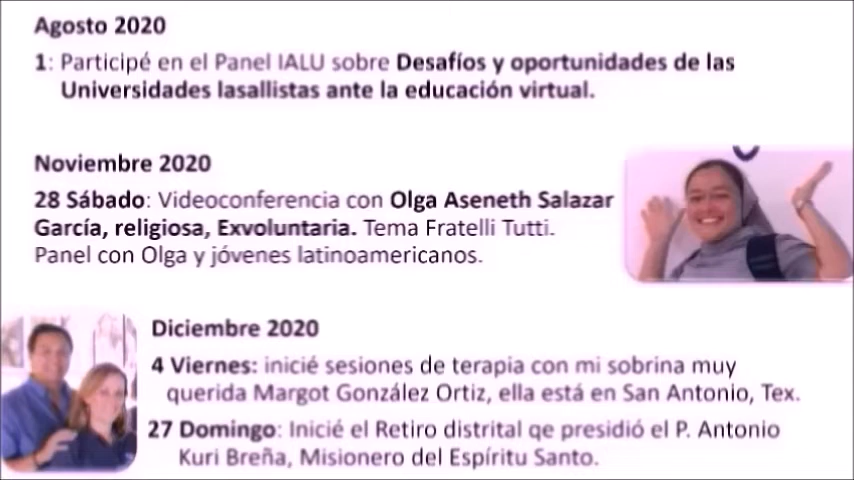 Agosto 2020
1: Participé en el Panel IALU sobre Desafíos y oportunidades de las
Universidades lasallistas ante la educación virtual.
Noviembre 2020
28 Sábado: Videoconferencia con Olga Aseneth Salazar
García, religiosa, Exvoluntaria. Tema Fratelli Tutti.
Panel con Olga y jóvenes latinoamericanos.
Diciembre 2020
4 Viernes: inicié sesiones de terapia con mi sobrina muy
querida Margot González Ortiz, ella está en San Antonio, Tex.
27 Domingo: Inicié el Retiro distrital qe presidió el P. Antonio
Kuri Breña, Misionero del Espíritu Santo.